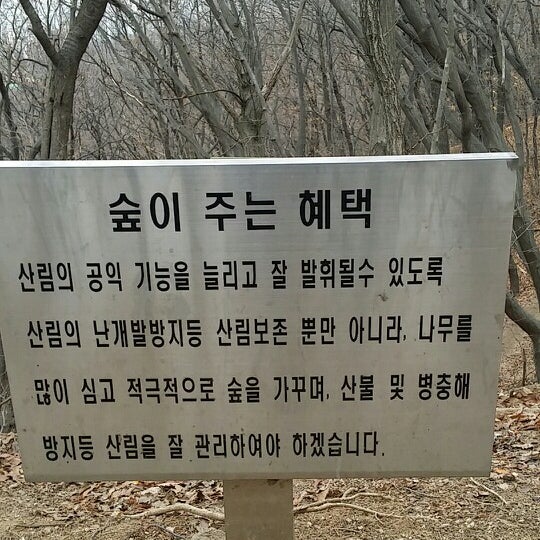 숲이 주는 혜택
산림의 공익 기능을 늘리고 잘 발휘될수 있도록
산림의 난개발방지등 산림보존 뿐만 아니라, 나무를
많이 심고 적극적으로 숲을 가꾸며, 산불 및 병충해
방지등 산림을 잘 관리하여야 하겠습니다.